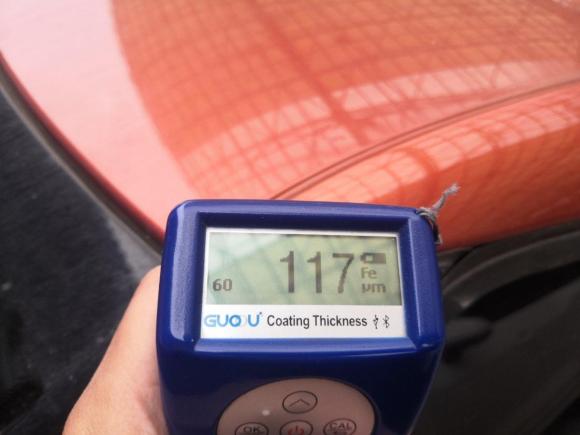 60 117 Fe μm
GUOOU Coating Thickness
OK CAL